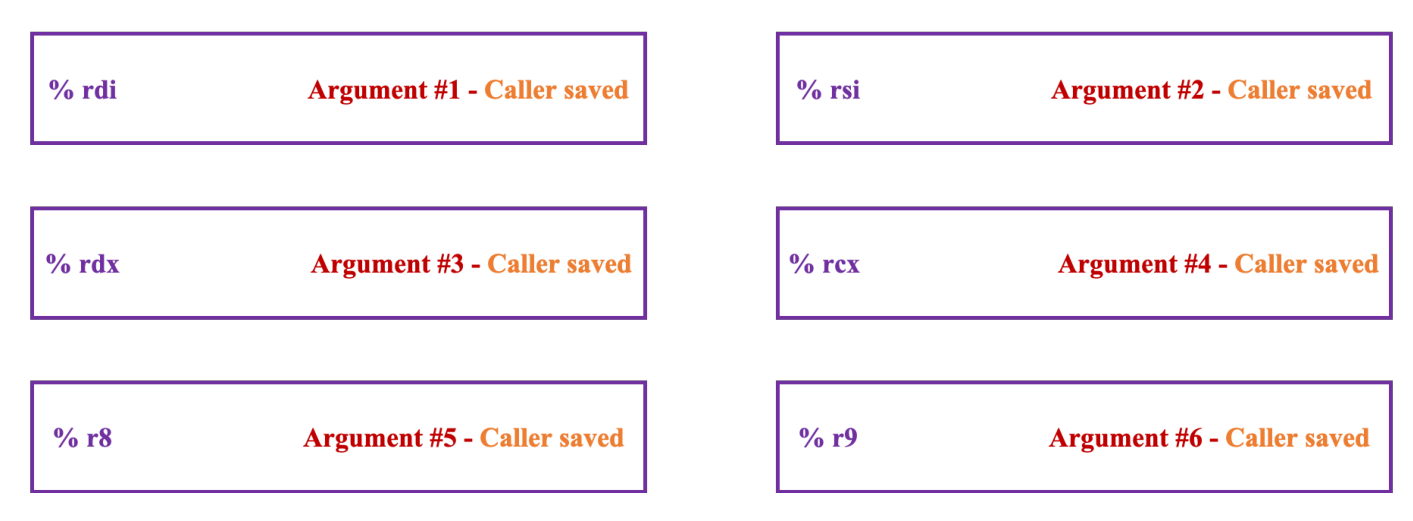 % rdi Argument #1 - Caller saved
% rsi Argument #2 - Caller saved
% rdx Argument #3 - Caller saved
% rcx Argument #4 - Caller saved
% r8 Argument #5 - Caller saved
% r9 Argument #6 - Caller saved